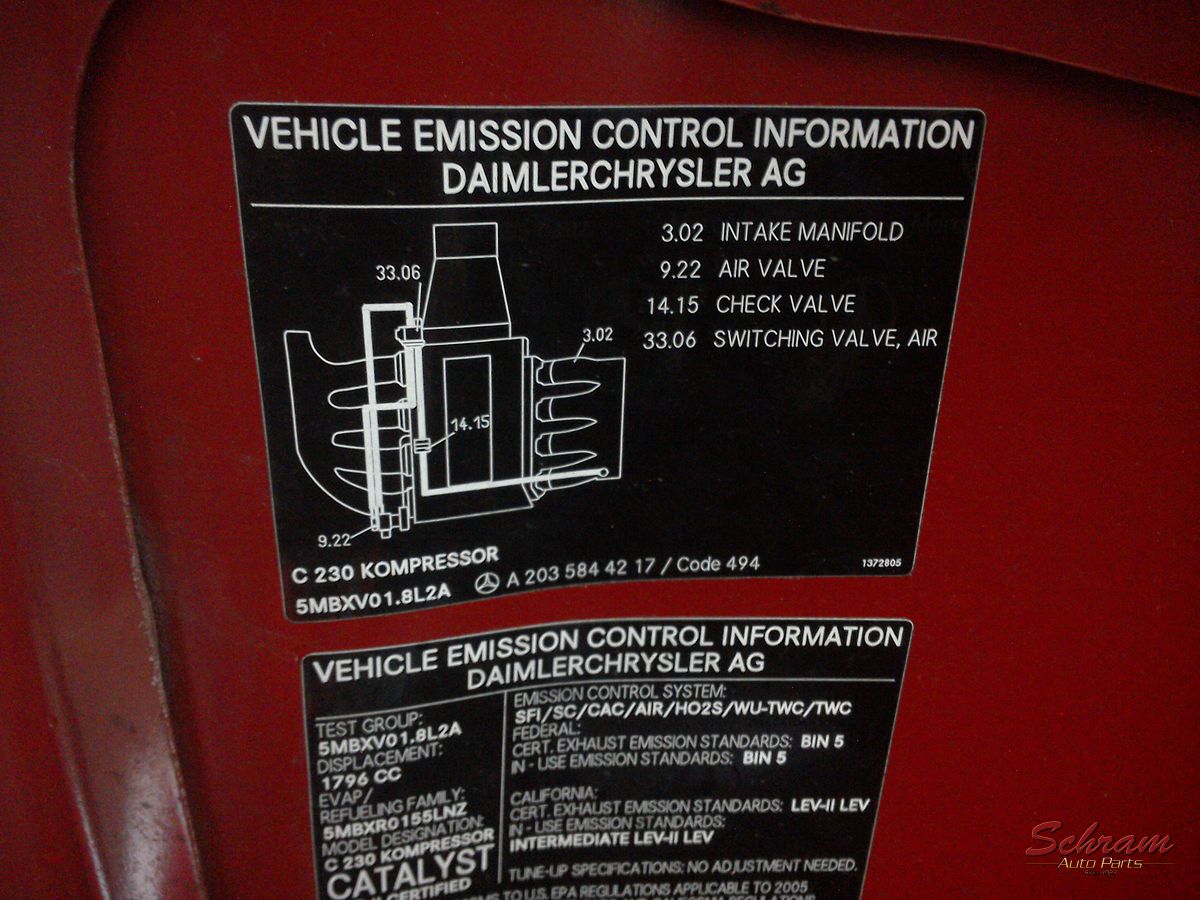 VEHICLE EMISSION CONTROL INFORMATION
DAIMLERCHRYSLER AG
3.02 INTAKE MANIFOLD
9.22 AIR VALVE
14.15 CHECK VALVE
33.06 SWITCHING VALVE, AIR
33.06
3.02
14.15
9.22
C 230 KOMPRESSOR
5MBXV01.8L2A
A 203 584 42 17 / Code 494
1372805
VEHICLE EMISSION CONTROL INFORMATION
DAIMLERCHRYSLER AG
TEST GROUP:
5MBXV01.8L2A
DISPLACEMENT:
1796 CC
EVAP/
REFUELING FAMILY:
5MBXR0155LNZ
MODEL DESIGNATION:
C 230 KOMPRESSOR
CATALYST
CERTIFIED
EMISSION CONTROL SYSTEM:
SFI/SC/CAC/AIR/HO2S/WU-TWC/TWC
FEDERAL:
CERT. EXHAUST EMISSION STANDARDS: BIN 5
IN - USE EMISSION STANDARDS: BIN 5
CALIFORNIA:
CERT. EXHAUST EMISSION STANDARDS: LEV-II LEV
IN - USE EMISSION STANDARDS:
INTERMEDIATE LEV-II LEV
TUNE-UP SPECIFICATIONS: NO ADJUSTMENT NEEDED.
TO U.S. EPA REGULATIONS APPLICABLE TO 2005
Schram
Auto Parts